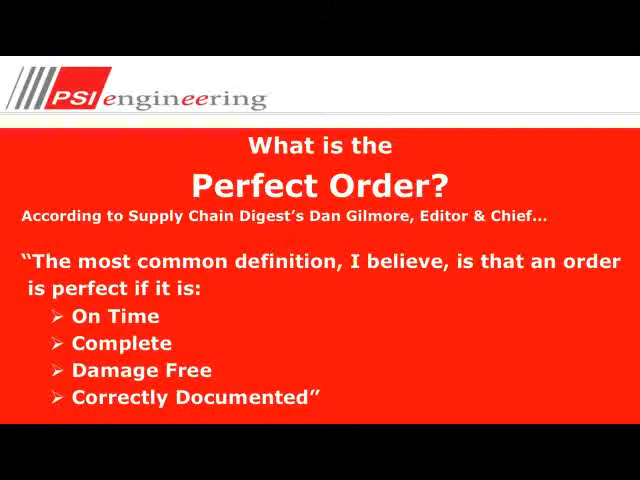 PSI engineering
What is the
Perfect Order?
According to Supply Chain Digest’s Dan Gilmore, Editor & Chief…
“The most common definition, I believe, is that an order
is perfect if it is:
➢ On Time
➢ Complete
➢ Damage Free
➢ Correctly Documented”